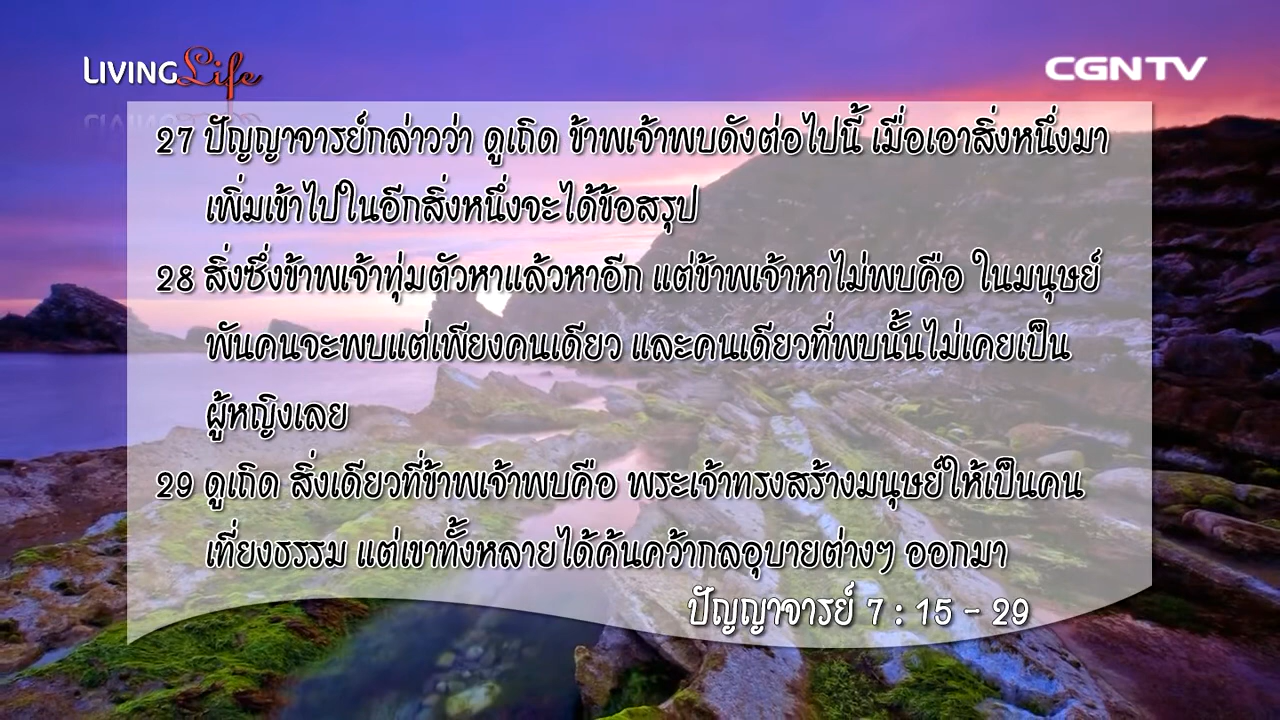 LIVING Life
CGNTV
27 ปัญญาจารย์กล่าวว่า ดูเถิด ข้าพเจ้าพบดังต่อไปนี้ เมื่อเอาสิ่งหนึ่งมา
เพิ่มเข้าไปในอีกสิ่งหนึ่งจะได้ข้อสรุป
28 สิ่งซึ่งข้าพเจ้าทุ่มตัวหาแล้วหาอีก แต่ข้าพเจ้าหาไม่พบคือ ในมนุษย์
พันคนจะพบแต่เพียงคนเดียว และคนเดียวที่พบนั้นไม่เคยเป็น
ผู้หญิงเลย
29 ดูเถิด สิ่งเดียวที่ข้าพเจ้าพบคือ พระเจ้าทรงสร้างมนุษย์ให้เป็นคน
เที่ยงธรรม แต่เขาทั้งหลายได้ค้นคว้ากลอุบายต่างๆ ออกมา
ปัญญาจารย์ 7 : 15 - 29